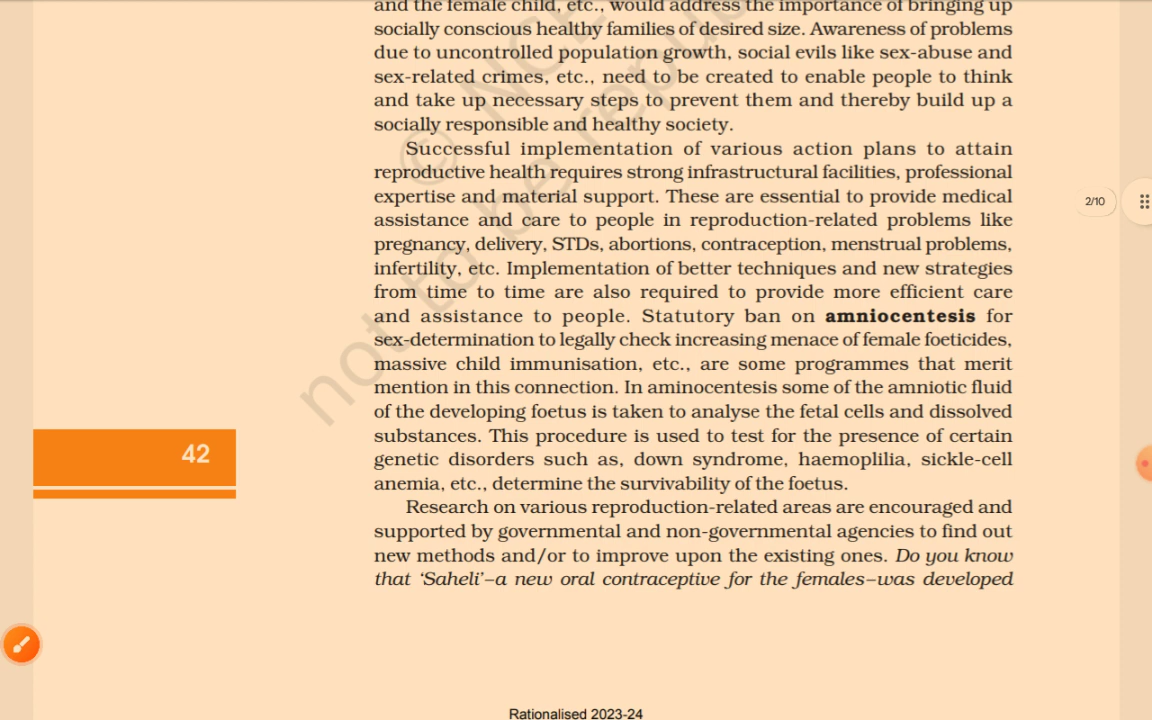 and the female child, etc., would address the importance of bringing up
socially conscious healthy families of desired size. Awareness of problems
due to uncontrolled population growth, social evils like sex-abuse and
sex-related crimes, etc., need to be created to enable people to think
and take up necessary steps to prevent them and thereby build up a
socially responsible and healthy society.
Successful implementation of various action plans to attain
reproductive health requires strong infrastructural facilities, professional
expertise and material support. These are essential to provide medical
assistance and care to people in reproduction-related problems like
pregnancy, delivery, STDs, abortions, contraception, menstrual problems,
infertility, etc. Implementation of better techniques and new strategies
from time to time are also required to provide more efficient care
and assistance to people. Statutory ban on amniocentesis for
sex-determination to legally check increasing menace of female foeticides,
massive child immunisation, etc., are some programmes that merit
mention in this connection. In aminocentesis some of the amniotic fluid
of the developing foetus is taken to analyse the fetal cells and dissolved
substances. This procedure is used to test for the presence of certain
genetic disorders such as, down syndrome, haemoplilia, sickle-cell
anemia, etc., determine the survivability of the foetus.
Research on various reproduction-related areas are encouraged and
supported by governmental and non-governmental agencies to find out
new methods and/or to improve upon the existing ones. Do you know
that ‘Saheli’–a new oral contraceptive for the females–was developed
42
2/10
© NCE
not to be repu
Rationalised 2023-24